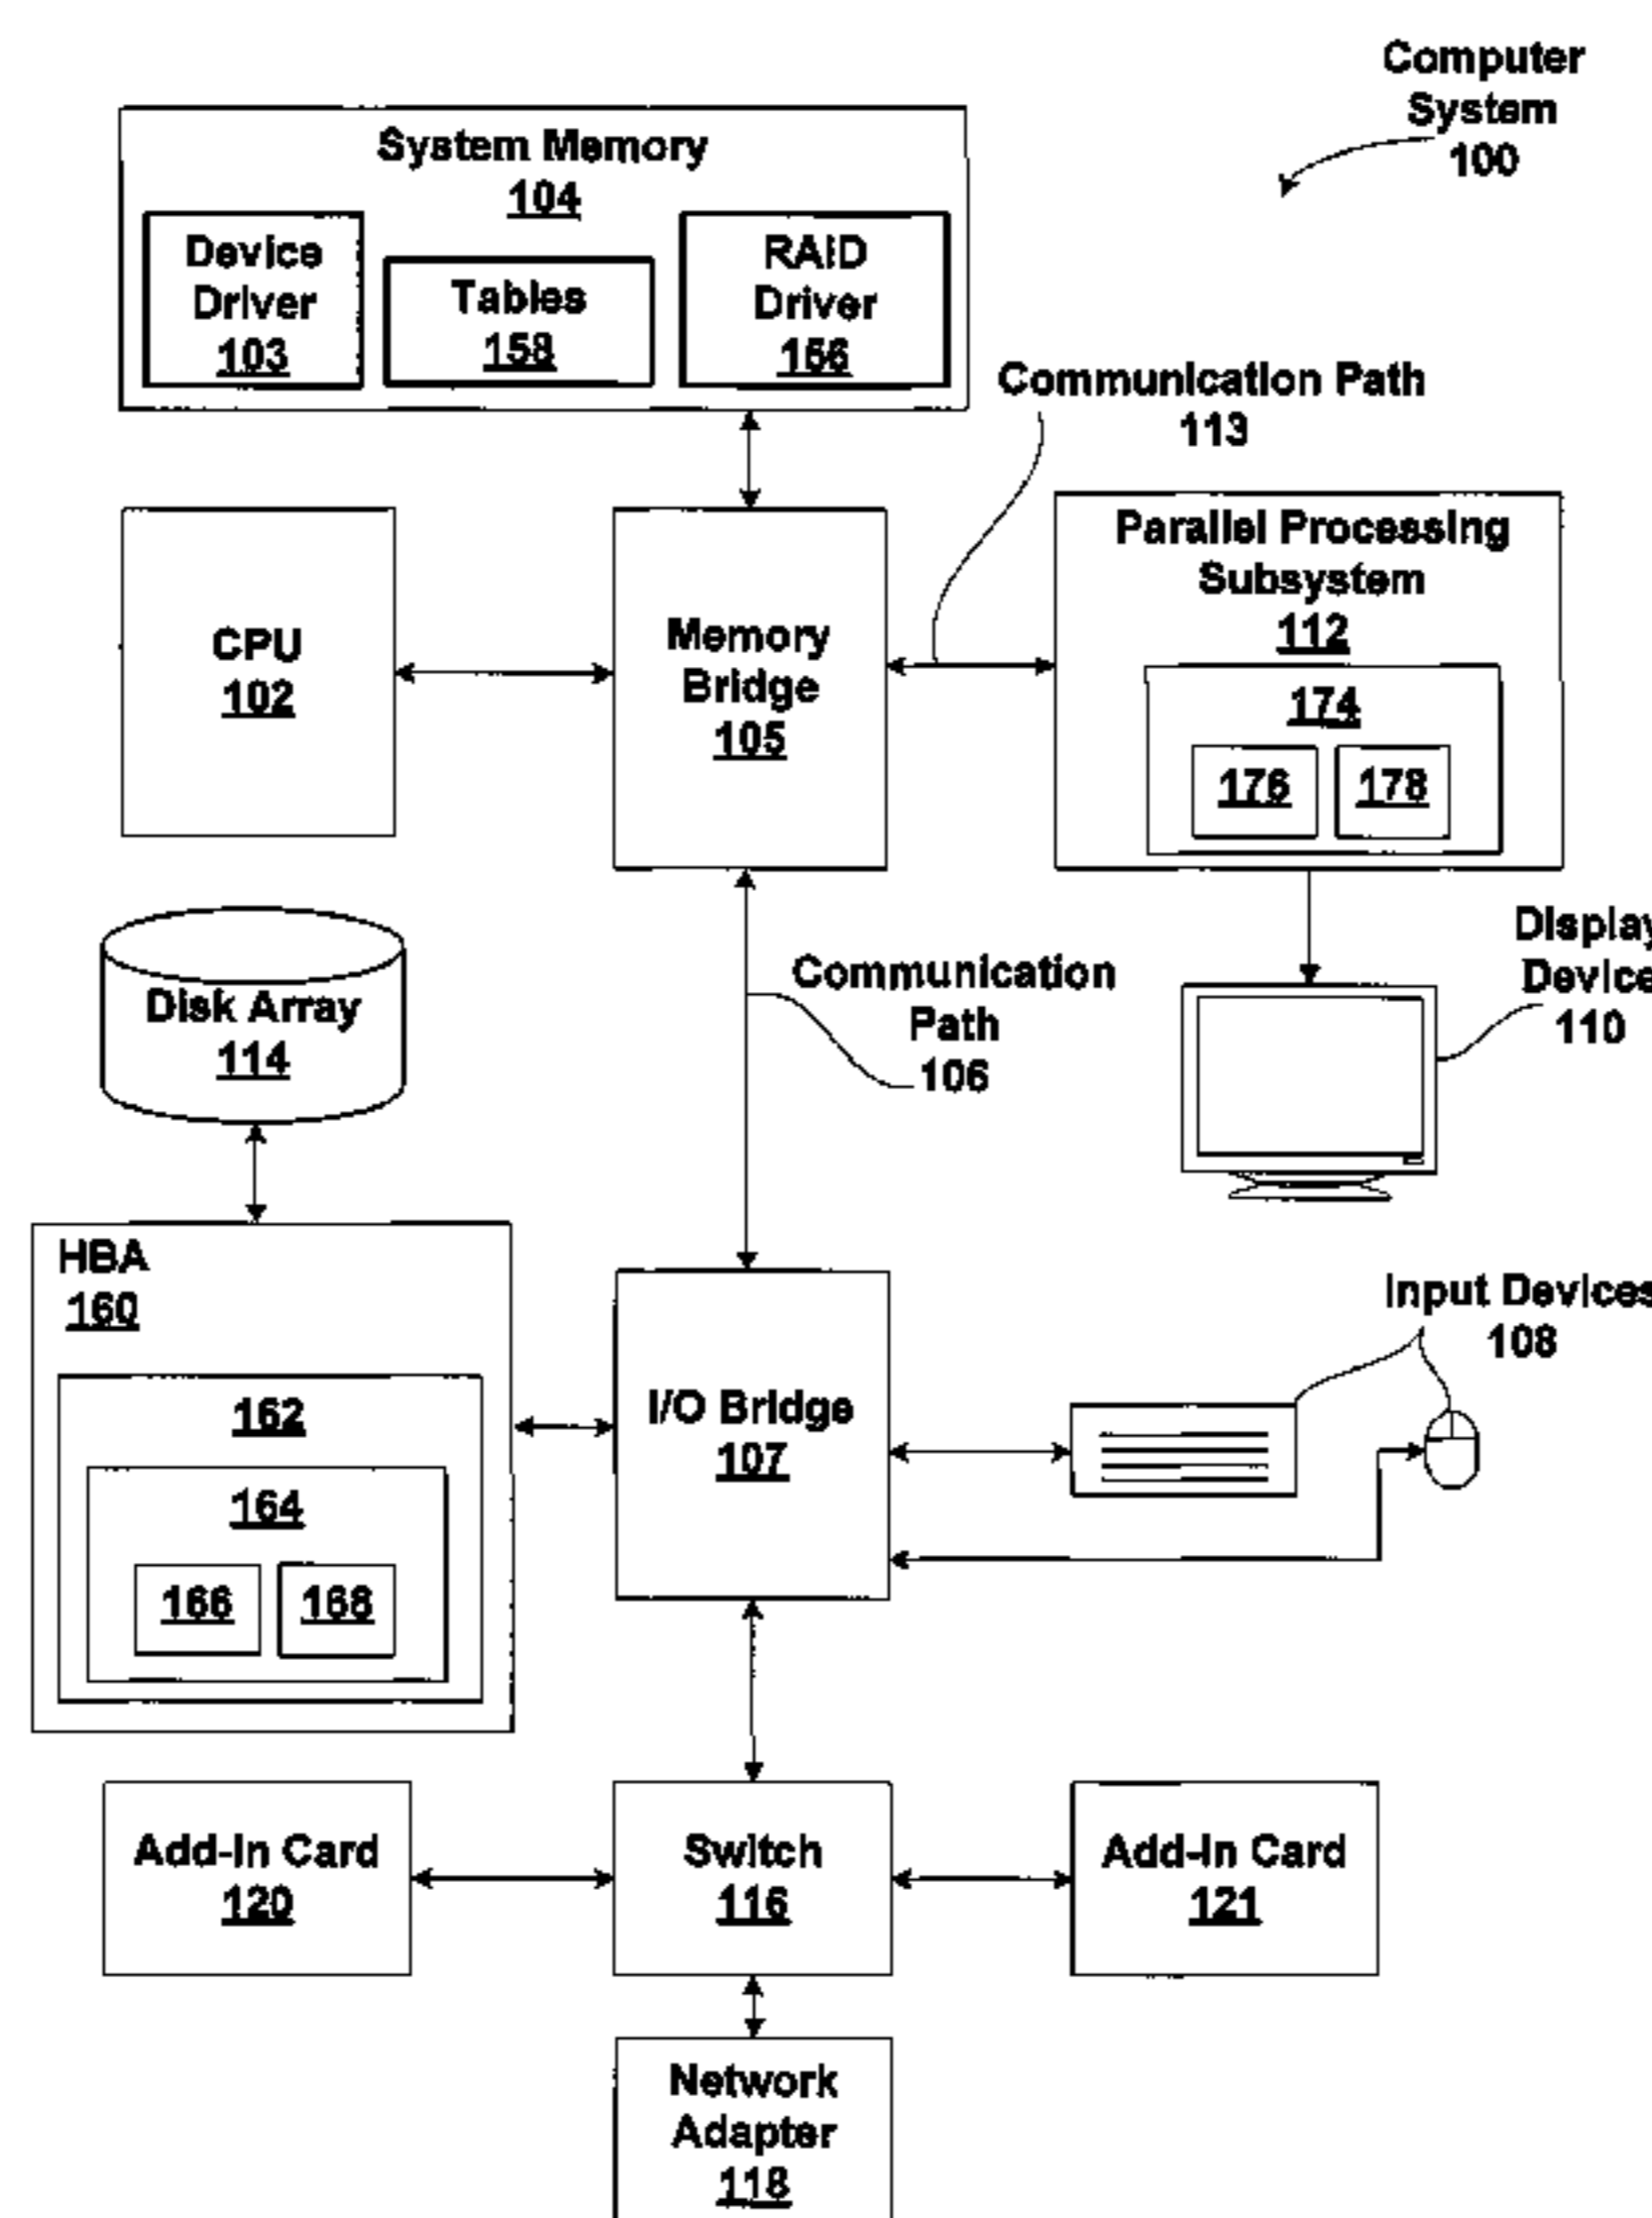 Computer
System
100
System Memory
104
Device
Driver
103
Tables
158
RAID
Driver
156
Communication Path
113
CPU
102
Memory
Bridge
105
Parallel Processing
Subsystem
112
174
176
178
Disk Array
114
Communication
Path
106
Display
Device
110
HBA
160
162
164
166
168
I/O Bridge
107
Input Devices
108
Add-In Card
120
Switch
116
Add-In Card
121
Network
Adapter
118